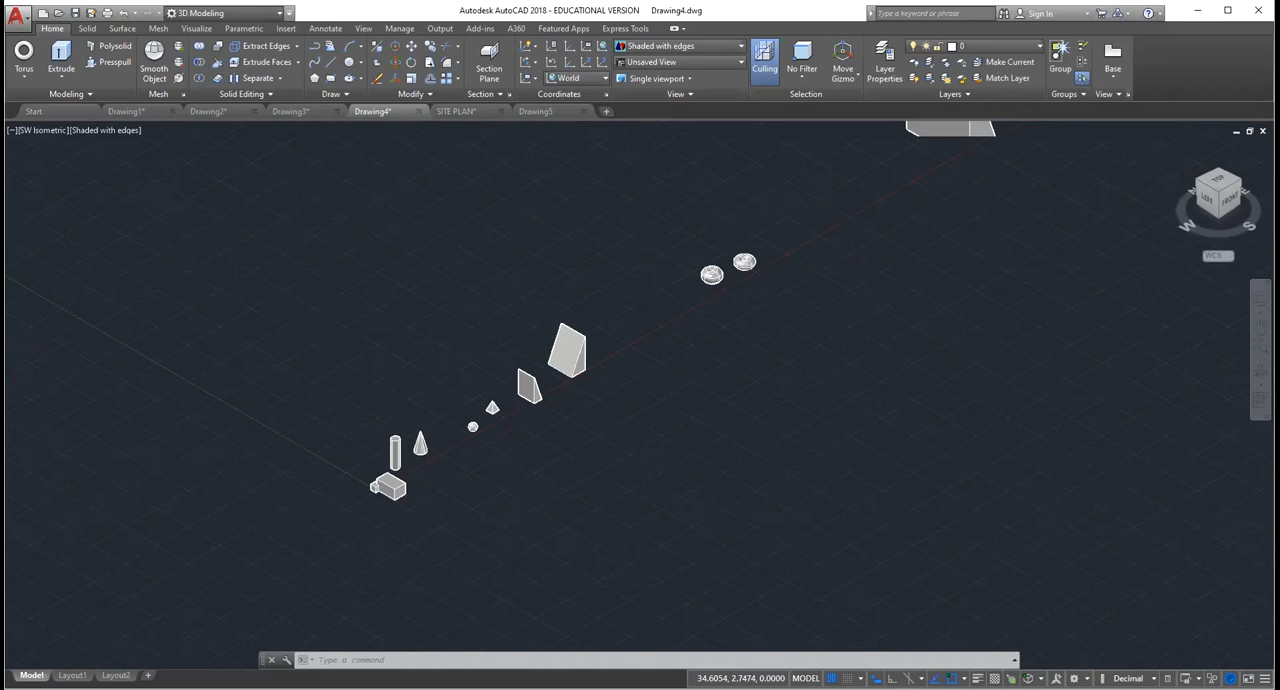 3D Modeling
Autodesk AutoCAD 2018 - EDUCATIONAL VERSION Drawing4.dwg
Type a keyword or phrase
Sign In
Home Solid Surface Mesh Visualize Parametric Insert Annotate View Manage Output Add-ins A360 Featured Apps Express Tools
Polysolid
Presspull
Torus
Extrude
Smooth
Object
Extract Edges
Extrude Faces
Separate
Section
Plane
World
Shaded with edges
Unsaved View
Single viewport
Culling
No Filter
Move
Gizmo
Layer
Properties
0
Make Current
Match Layer
Group
Base
Modeling Mesh Solid Editing Draw Modify Section Coordinates View Selection Layers Groups View
Start Drawing1* Drawing2* Drawing3* Drawing4* SITE PLAN* Drawing5
[−][SW Isometric][Shaded with edges]
TOP
LEFT
FRONT
N
E
W
S
WCS
Type a command
Model Layout1 Layout2
34.6054, 2.7474, 0.0000 MODEL
Decimal